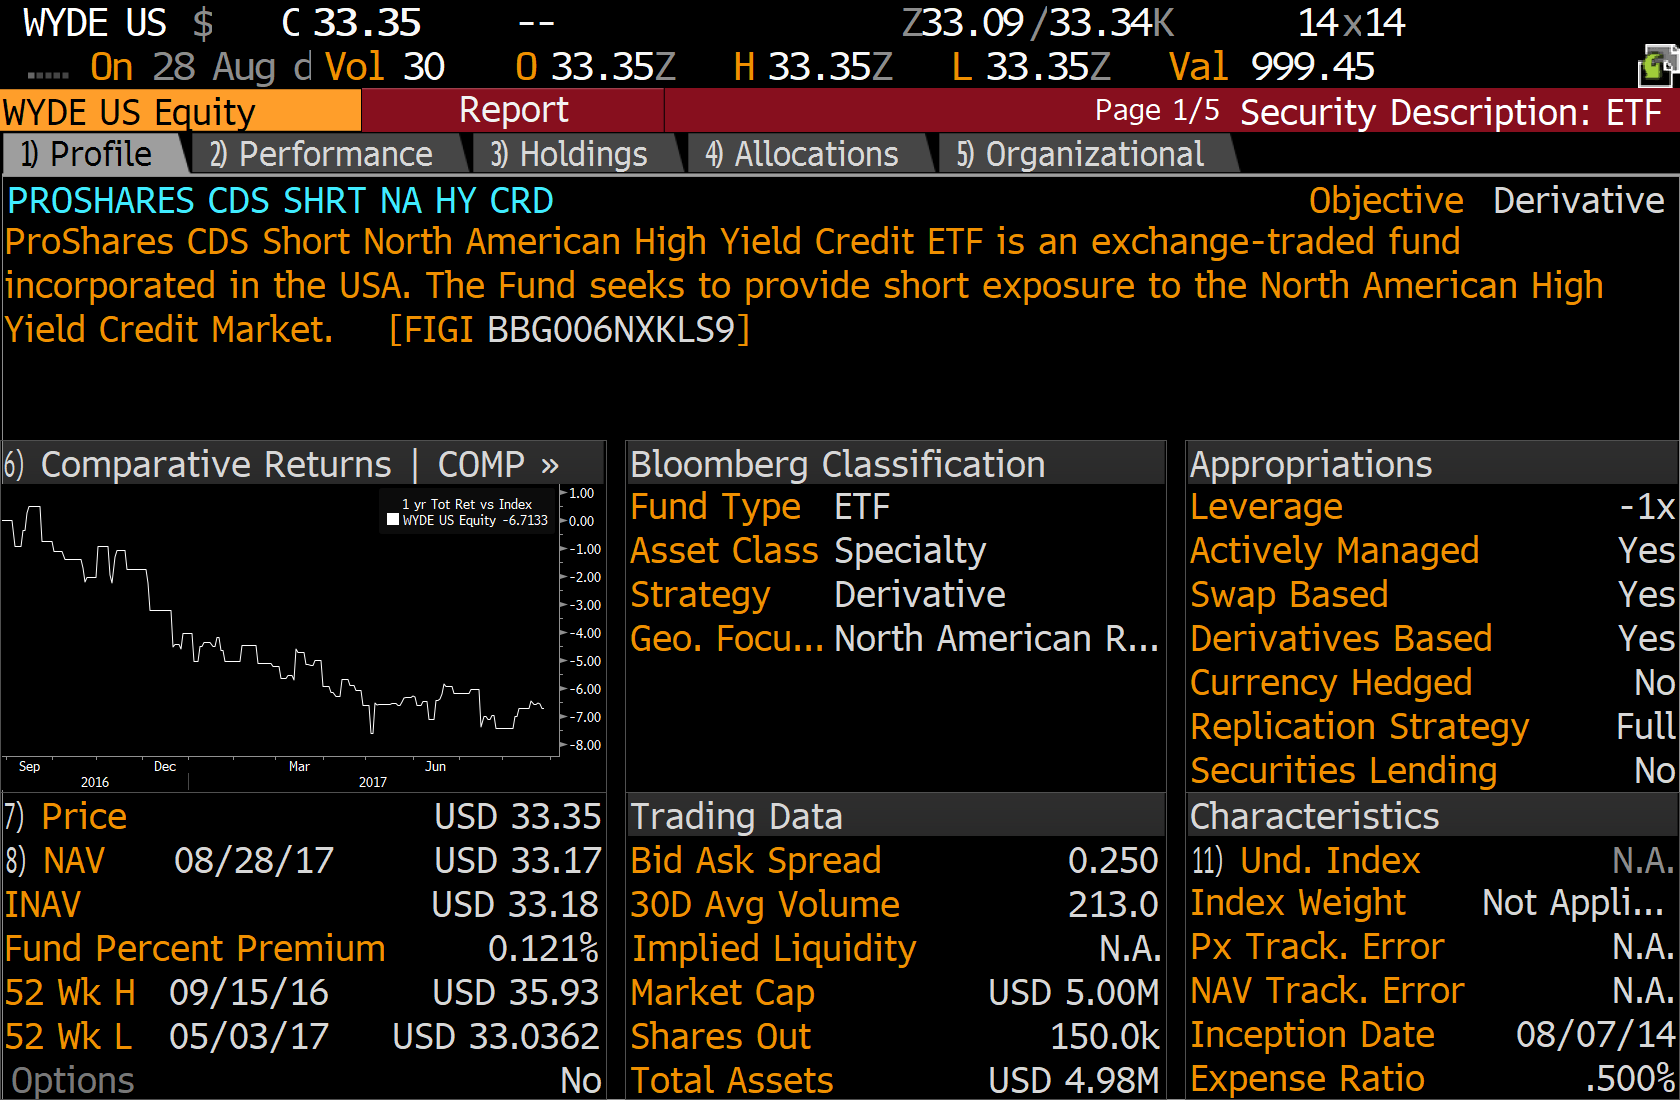 WYDE US $ C 33.35 -- Z33.09/33.34K 14x14
On 28 Aug d Vol 30 O 33.35Z H 33.35Z L 33.35Z Val 999.45
WYDE US Equity Report Page 1/5 Security Description: ETF
1) Profile 2) Performance 3) Holdings 4) Allocations 5) Organizational
PROSHARES CDS SHRT NA HY CRD Objective Derivative
ProShares CDS Short North American High Yield Credit ETF is an exchange-traded fund
incorporated in the USA. The Fund seeks to provide short exposure to the North American High
Yield Credit Market. [FIGI BBG006NXKLS9]
6) Comparative Returns | COMP »
1 yr Tot Ret vs Index
WYDE US Equity -6.7133
1.00
0.00
-1.00
-2.00
-3.00
-4.00
-5.00
-6.00
-7.00
-8.00
Sep Dec Mar Jun
2016 2017
Bloomberg Classification
Fund Type ETF
Asset Class Specialty
Strategy Derivative
Geo. Focu... North American R...
Appropriations
Leverage -1x
Actively Managed Yes
Swap Based Yes
Derivatives Based Yes
Currency Hedged No
Replication Strategy Full
Securities Lending No
7) Price USD 33.35
8) NAV 08/28/17 USD 33.17
INAV USD 33.18
Fund Percent Premium 0.121%
52 Wk H 09/15/16 USD 35.93
52 Wk L 05/03/17 USD 33.0362
Options No
Trading Data
Bid Ask Spread 0.250
30D Avg Volume 213.0
Implied Liquidity N.A.
Market Cap USD 5.00M
Shares Out 150.0k
Total Assets USD 4.98M
Characteristics
11) Und. Index N.A.
Index Weight Not Appli...
Px Track. Error N.A.
NAV Track. Error N.A.
Inception Date 08/07/14
Expense Ratio .500%